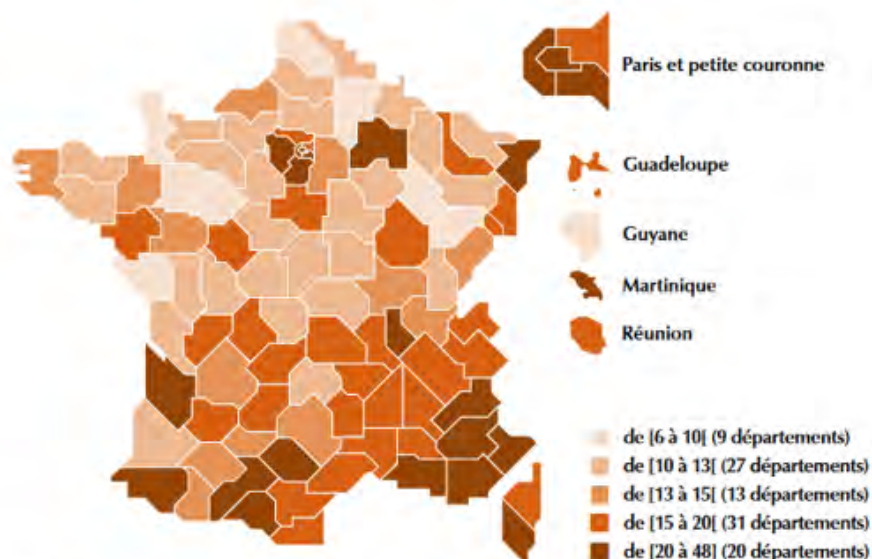 Paris et petite couronne
Guadeloupe
Guyane
Martinique
Réunion
de [6 à 10[ (9 départements)
de [10 à 13[ (27 départements)
de [13 à 15[ (13 départements)
de [15 à 20[ (31 départements)
de [20 à 48] (20 départements)